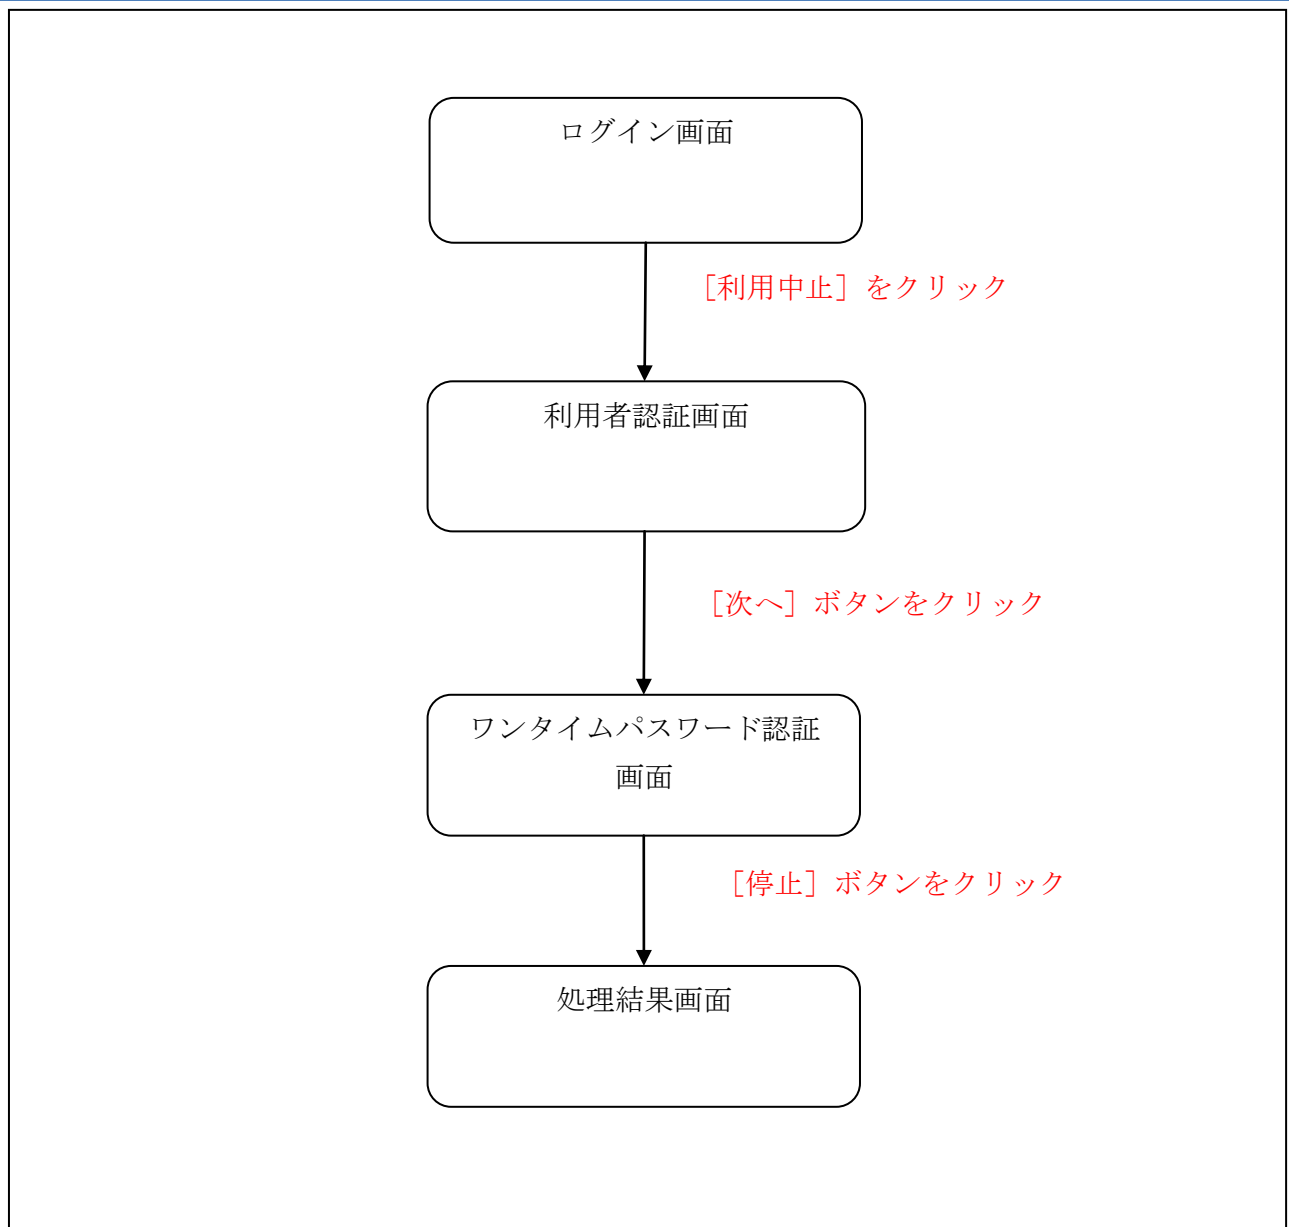 ログイン画面
［利用中止］をクリック
利用者認証画面
［次へ］ボタンをクリック
ワンタイムパスワード認証
画面
［停止］ボタンをクリック
処理結果画面